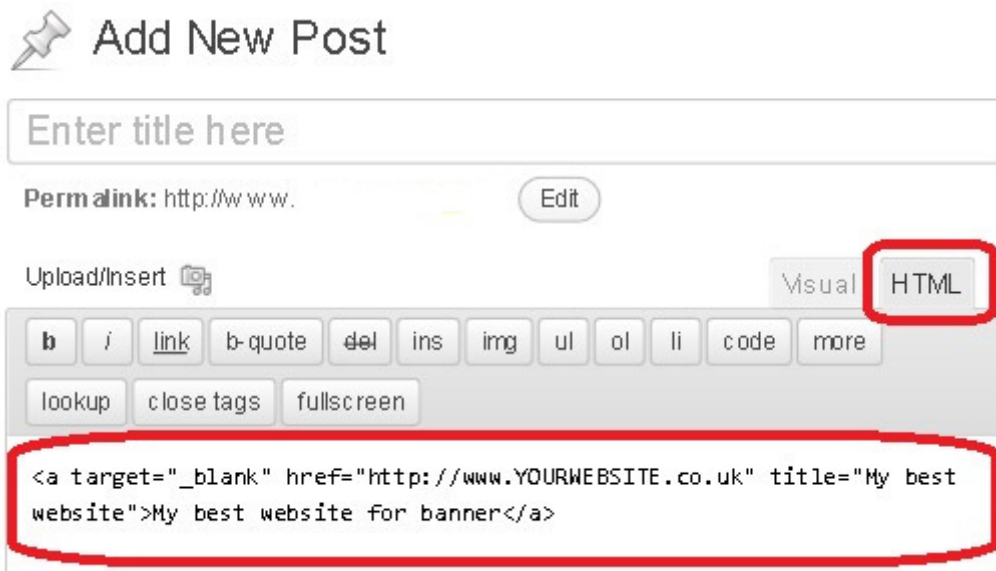 Add New Post
Enter title here
Permalink: http://www. Edit
Upload/Insert Visual HTML
b i link b-quote del ins img ul ol li code more
lookup close tags fullscreen
<a target="_blank" href="http://www.YOURWEBSITE.co.uk" title="My best
website">My best website for banner</a>